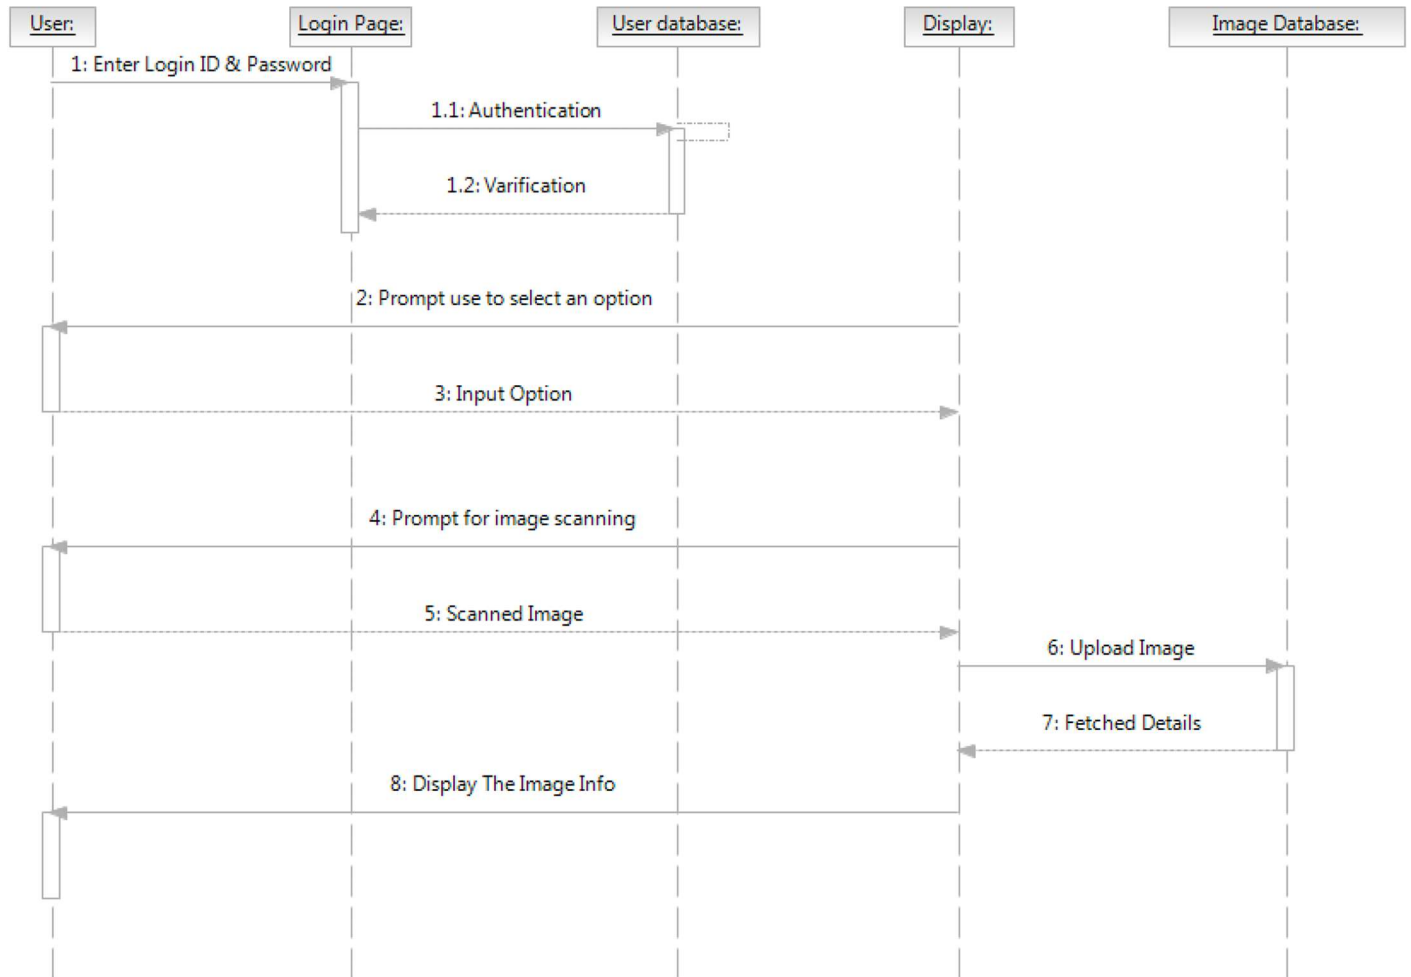 User:
Login Page:
User database:
Display:
Image Database:
1: Enter Login ID & Password
1.1: Authentication
1.2: Varification
2: Prompt use to select an option
3: Input Option
4: Prompt for image scanning
5: Scanned Image
6: Upload Image
7: Fetched Details
8: Display The Image Info